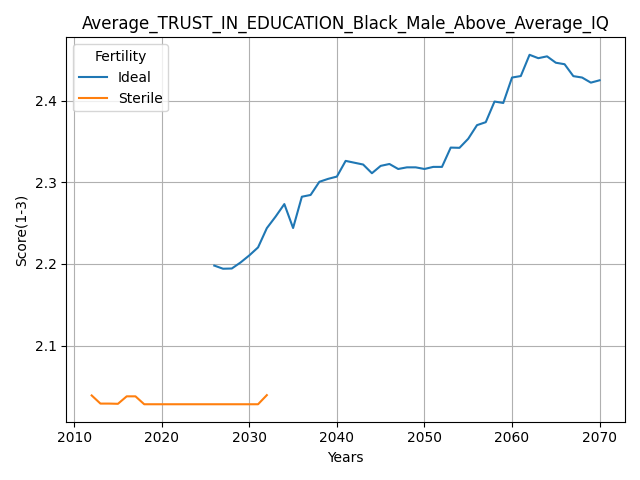 Average_TRUST_IN_EDUCATION_Black_Male_Above_Average_IQ
Fertility
Ideal
Sterile
Score(1-3)
2.4
2.3
2.2
2.1
2010 2020 2030 2040 2050 2060 2070
Years